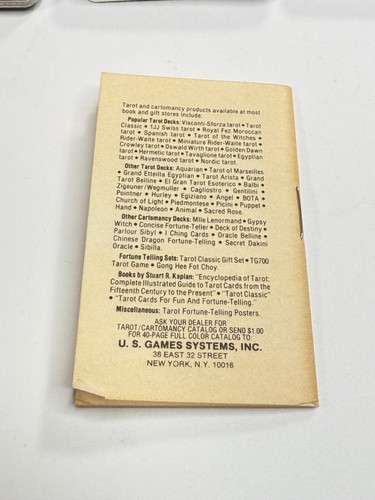 Tarot and cartomancy products available at most
book and gift stores include:
Popular Tarot Decks: Visconti-Sforza tarot • Tarot
Classic • 1JJ Swiss tarot • Royal Fez Moroccan
tarot • Spanish tarot • Tarot of the Witches •
Rider-Waite tarot • Miniature Rider-Waite tarot •
Crowley tarot • Oswald Wirth tarot • Golden Dawn
tarot • Hermetic tarot • Tavaglione tarot • Egyptian
tarot • Ravenswood tarot • Nordic tarot.
Other Tarot Decks: Aquarian • Tarot of Marseilles
• Grand Etteilla Egyptian • Tarot Arista • Grand
Tarot Belline • El Gran Tarot Esoterico • Balbi •
Zigeuner/Wegmuller • Cagliostro • Gentilini •
Pointner • Hurley • Egiziano • Angel • BOTA •
Church of Light • Piedmontese • Picini • Puppet •
Hand • Napoleon • Animal • Sacred Rose.
Other Cartomancy Decks: Mlle Lenormand • Gypsy
Witch • Concise Fortune-Teller • Deck of Destiny •
Parlour Sibyl • I Ching Cards • Oracle Belline •
Chinese Dragon Fortune-Telling • Secret Dakini
Oracle • Sibilla.
Fortune Telling Sets: Tarot Classic Gift Set • TG700
Tarot Game • Gong Hee Fot Choy.
Books by Stuart R. Kaplan: "Encyclopedia of Tarot:
Complete Illustrated Guide to Tarot Cards from the
Fifteenth Century to the Present" • "Tarot Classic"
• "Tarot Cards For Fun And Fortune-Telling."
Miscellaneous: Tarot Fortune-Telling Posters.
ASK YOUR DEALER FOR
TAROT/CARTOMANCY CATALOG OR SEND $1.00
FOR 40-PAGE FULL COLOR CATALOG TO:
U. S. GAMES SYSTEMS, INC.
38 EAST 32 STREET
NEW YORK, N.Y. 10016